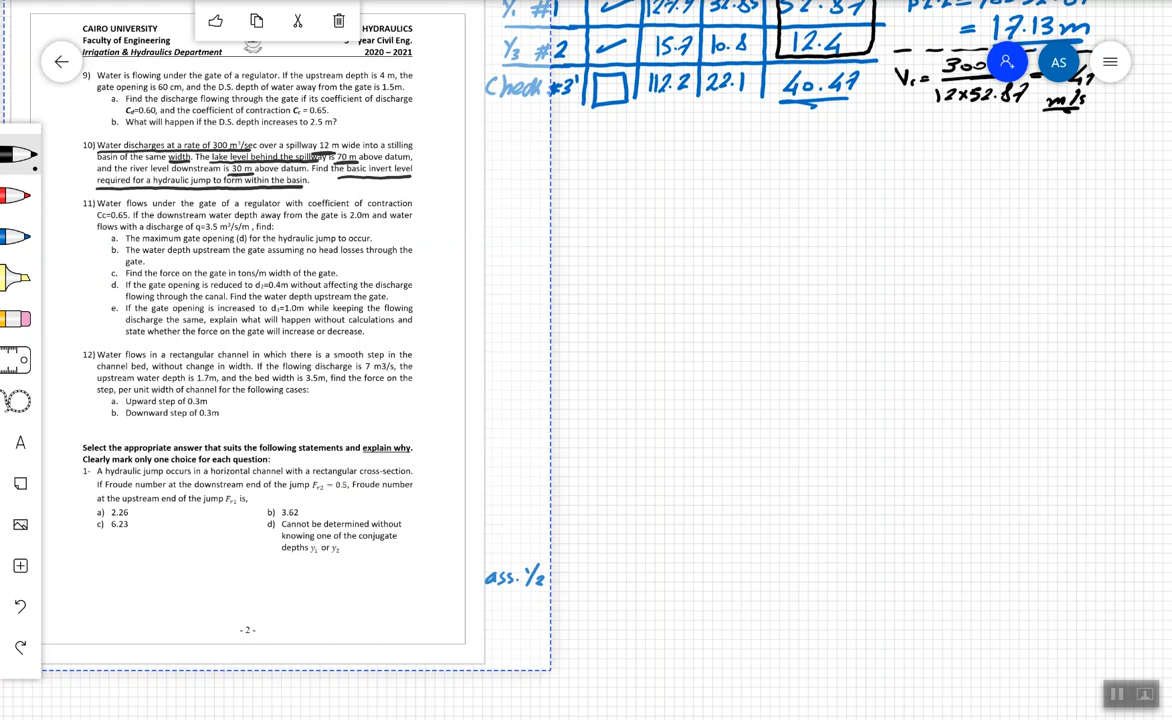 CAIRO UNIVERSITY
HYDRAULICS
Faculty of Engineering
year Civil Eng.
Irrigation & Hydraulics Department
2020 – 2021
9) Water is flowing under the gate of a regulator. If the upstream depth is 4 m, the
gate opening is 60 cm, and the D.S. depth of water away from the gate is 1.5m.
a. Find the discharge flowing through the gate if its coefficient of discharge
Cd=0.60, and the coefficient of contraction Cc = 0.65.
b. What will happen if the D.S. depth increases to 2.5 m?
10) Water discharges at a rate of 300 m³/sec over a spillway 12 m wide into a stilling
basin of the same width. The lake level behind the spillway is 70 m above datum,
and the river level downstream is 30 m above datum. Find the basic invert level
required for a hydraulic jump to form within the basin.
11) Water flows under the gate of a regulator with coefficient of contraction
Cc=0.65. If the downstream water depth away from the gate is 2.0m and water
flows with a discharge of q=3.5 m³/s/m , find:
a. The maximum gate opening (d) for the hydraulic jump to occur.
b. The water depth upstream the gate assuming no head losses through the
gate.
c. Find the force on the gate in tons/m width of the gate.
d. If the gate opening is reduced to d₂=0.4m without affecting the discharge
flowing through the canal. Find the water depth upstream the gate.
e. If the gate opening is increased to d₃=1.0m while keeping the flowing
discharge the same, explain what will happen without calculations and
state whether the force on the gate will increase or decrease.
12) Water flows in a rectangular channel in which there is a smooth step in the
channel bed, without change in width. If the flowing discharge is 7 m3/s, the
upstream water depth is 1.7m, and the bed width is 3.5m, find the force on the
step, per unit width of channel for the following cases:
a. Upward step of 0.3m
b. Downward step of 0.3m
Select the appropriate answer that suits the following statements and explain why.
Clearly mark only one choice for each question:
1- A hydraulic jump occurs in a horizontal channel with a rectangular cross-section.
If Froude number at the downstream end of the jump Fr2 = 0.5, Froude number
at the upstream end of the jump Fr1 is,
a) 2.26
b) 3.62
c) 6.23
d) Cannot be determined without
knowing one of the conjugate
depths y₁ or y₂
- 2 -
Y₁ #1
52.87
= 17.13m
Y₃ #2 15.7 10.8 12.4
Check #3' 112.2 22.1 40.47
300
12×52.87
m/s
ass. Y2
AS
A